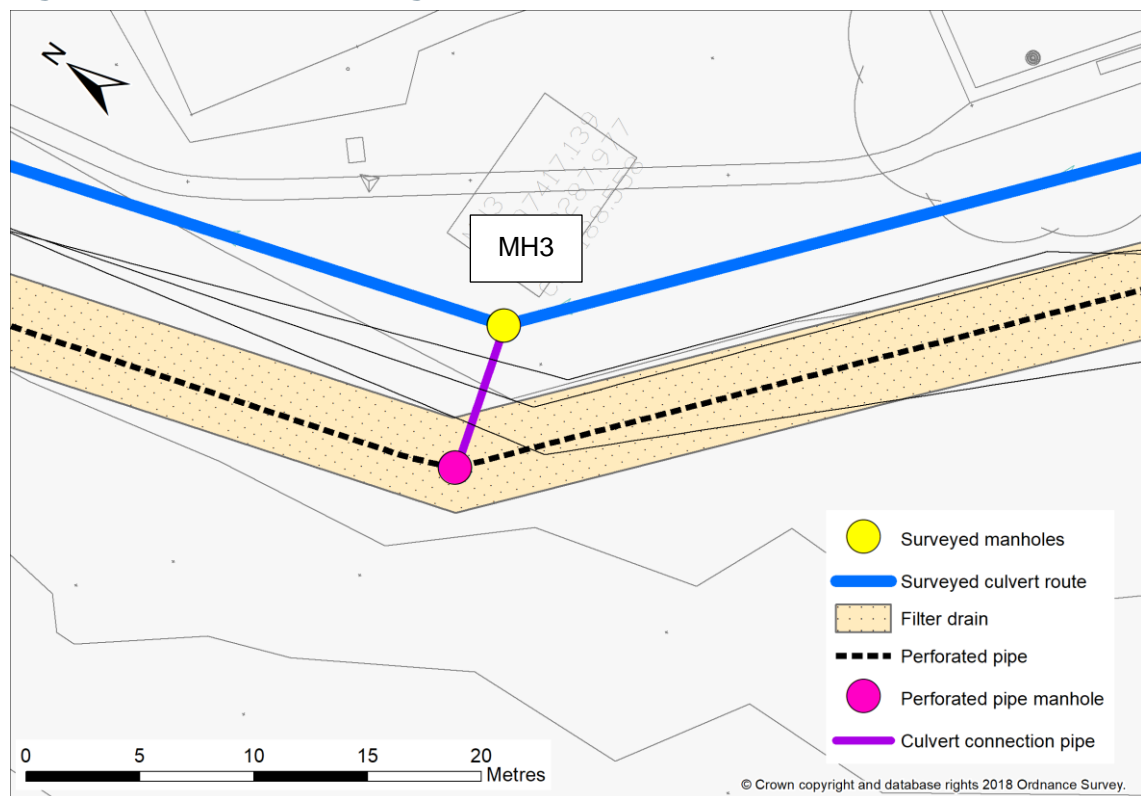 N
MH3
Surveyed manholes
Surveyed culvert route
Filter drain
Perforated pipe
Perforated pipe manhole
Culvert connection pipe
0 5 10 15 20
Metres
© Crown copyright and database rights 2018 Ordnance Survey.